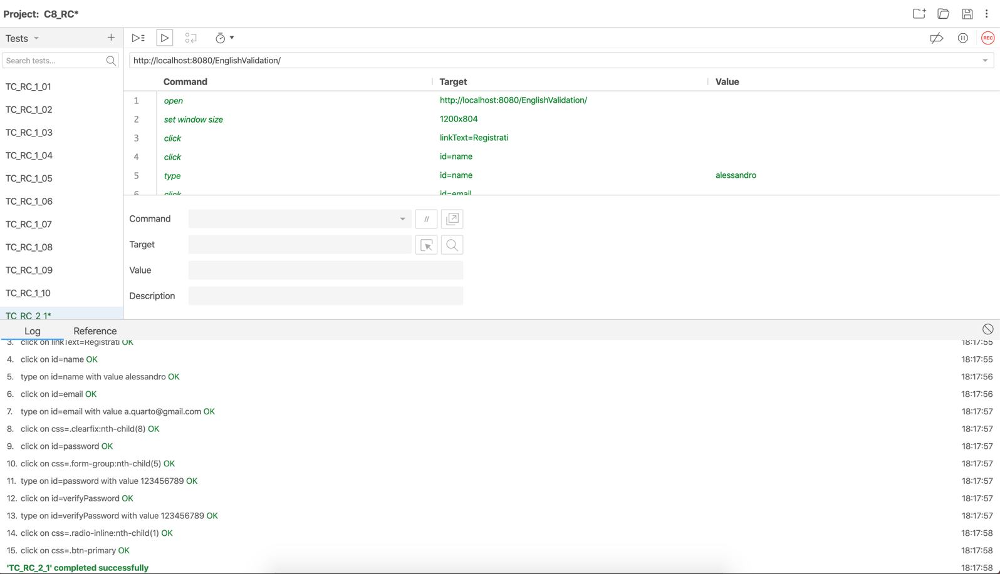 Project: C8_RC*
Tests
REC
Search tests...
http://localhost:8080/EnglishValidation/
Command Target Value
1 open http://localhost:8080/EnglishValidation/
2 set window size 1200x804
3 click linkText=Registrati
4 click id=name
5 type id=name alessandro
6 click id=email
TC_RC_1_01
TC_RC_1_02
TC_RC_1_03
TC_RC_1_04
TC_RC_1_05
TC_RC_1_06
TC_RC_1_07
TC_RC_1_08
TC_RC_1_09
TC_RC_1_10
TC_RC_2_1*
Command //
Target
Value
Description
Log Reference
3. click on linkText=Registrati OK 18:17:55
4. click on id=name OK 18:17:55
5. type on id=name with value alessandro OK 18:17:56
6. click on id=email OK 18:17:56
7. type on id=email with value a.quarto@gmail.com OK 18:17:57
8. click on css=.clearfix:nth-child(8) OK 18:17:57
9. click on id=password OK 18:17:57
10. click on css=.form-group:nth-child(5) OK 18:17:57
11. type on id=password with value 123456789 OK 18:17:57
12. click on id=verifyPassword OK 18:17:57
13. type on id=verifyPassword with value 123456789 OK 18:17:57
14. click on css=.radio-inline:nth-child(1) OK 18:17:58
15. click on css=.btn-primary OK 18:17:58
'TC_RC_2_1' completed successfully 18:17:58